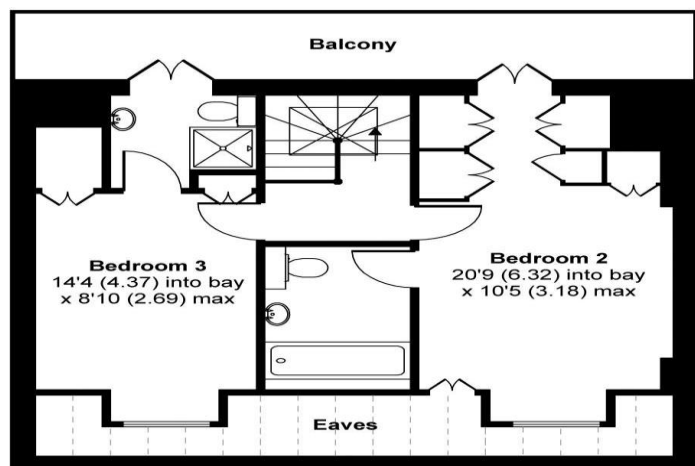 Balcony
Bedroom 3
14'4 (4.37) into bay
x 8'10 (2.69) max
Bedroom 2
20'9 (6.32) into bay
x 10'5 (3.18) max
Eaves